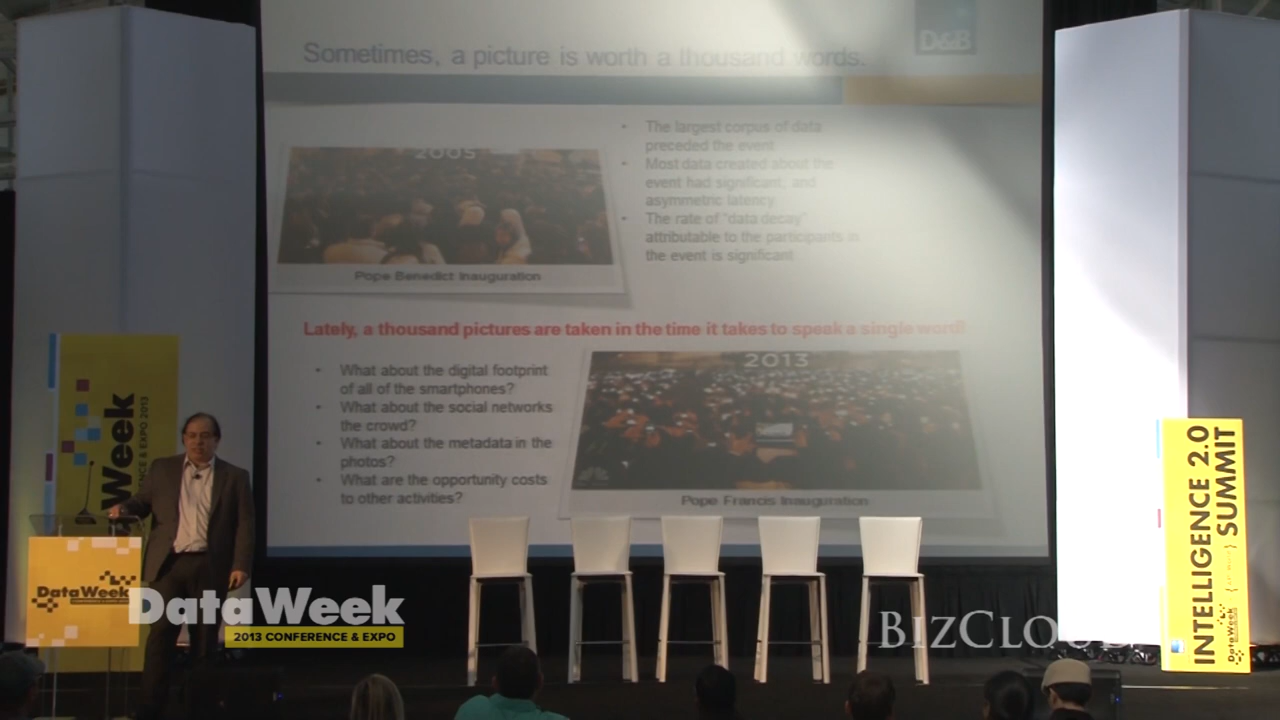 Sometimes, a picture is worth a thousand words.
D&B
2005
Pope Benedict Inauguration
• The largest corpus of data
preceded the event
• Most data created about the
event had significant, and
asymmetric latency
• The rate of "data decay"
attributable to the participants in
the event is significant
Lately, a thousand pictures are taken in the time it takes to speak a single word!
• What about the digital footprint
of all of the smartphones?
• What about the social networks
the crowd?
• What about the metadata in the
photos?
• What are the opportunity costs
to other activities?
2013
Pope Francis Inauguration
Week
CE & EXPO 2013
DataWeek
DataWeek
2013 CONFERENCE & EXPO
BIZCLOUD
INTELLIGENCE 2.0
SUMMIT
DataWeek